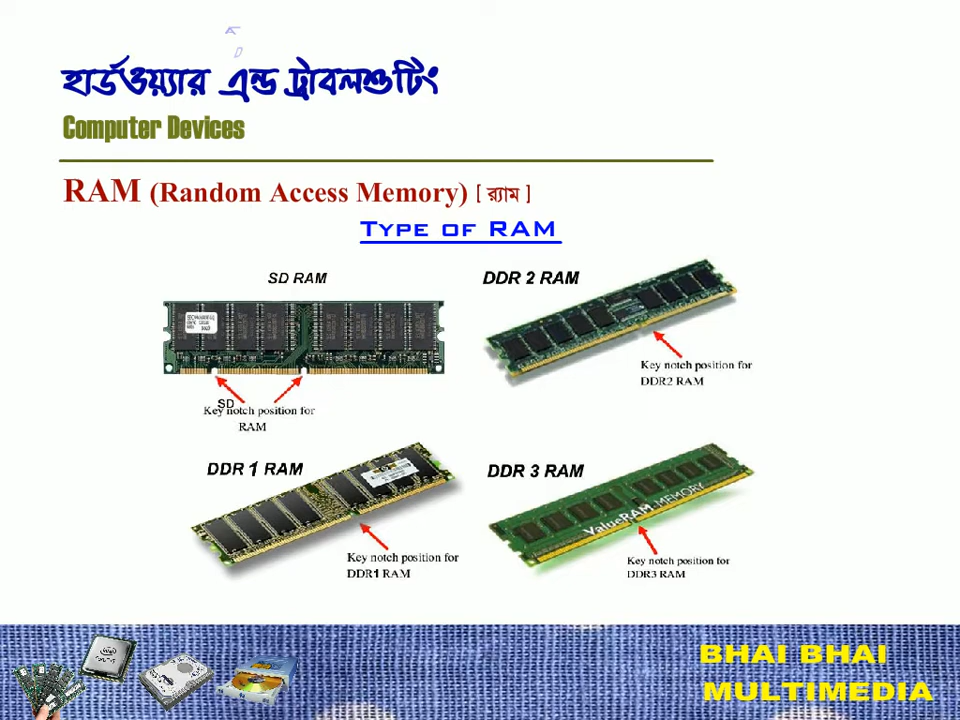 হার্ডওয়্যার এন্ড ট্রাবলশুটিং
Computer Devices
RAM (Random Access Memory) [ র‍্যাম ]
TYPE OF RAM
SD RAM
DDR 2 RAM
Key notch position for
DDR2 RAM
SD
Key notch position for
RAM
DDR 1 RAM
DDR 3 RAM
ValueRAM MEMORY
Key notch position for
DDR1 RAM
Key notch position for
DDR3 RAM
BHAI BHAI
MULTIMEDIA